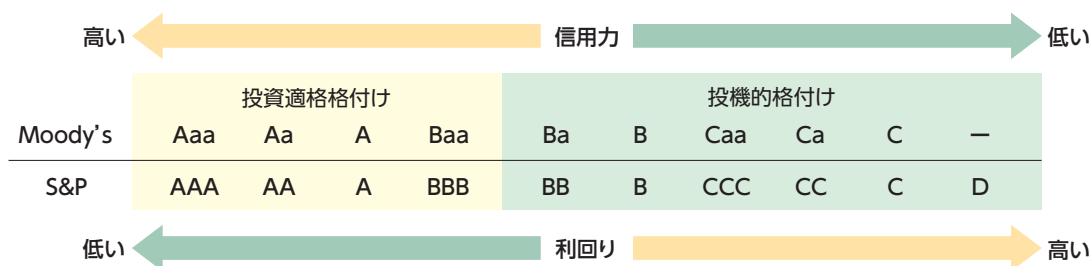 高い 信用力 低い
投資適格格付け 投機的格付け
Moody's Aaa Aa A Baa Ba B Caa Ca C ー
S&P AAA AA A BBB BB B CCC CC C D
低い 利回り 高い